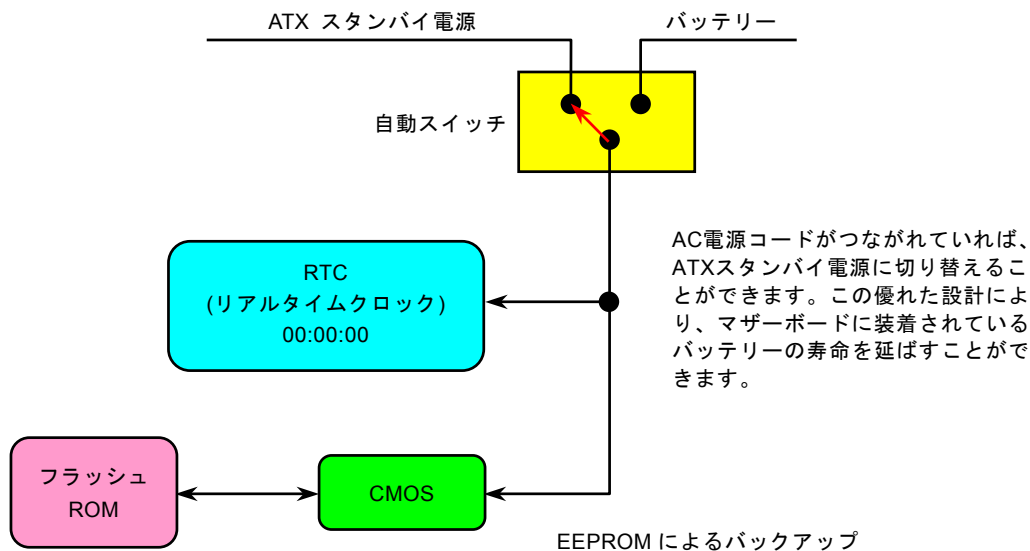 ATX スタンバイ電源
バッテリー
自動スイッチ
AC電源コードがつながれていれば、
ATXスタンバイ電源に切り替えるこ
とができます。この優れた設計によ
り、マザーボードに装着されている
バッテリーの寿命を延ばすことがで
きます。
RTC
(リアルタイムクロック)
00:00:00
フラッシュ
ROM
CMOS
EEPROM によるバックアップ